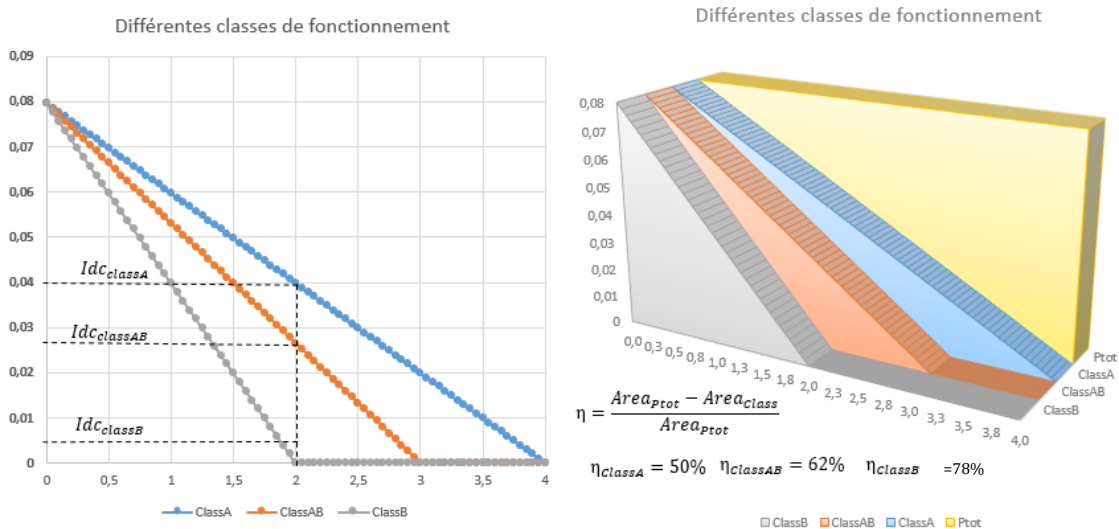 Différentes classes de fonctionnement
0,09
0,08
0,07
0,06
0,05
0,04
0,03
0,02
0,01
0
Idc_classA
Idc_classAB
Idc_classB
0 0,5 1 1,5 2 2,5 3 3,5 4
ClassA ClassAB ClassB
Différentes classes de fonctionnement
0,08
0,07
0,06
0,05
0,04
0,03
0,02
0,01
0
0,0 0,3 0,5 0,8 1,0 1,3 1,5 1,8 2,0 2,3 2,5 2,8 3,0 3,3 3,5 3,8 4,0
Ptot
ClassA
ClassAB
ClassB
η = (Area_Ptot − Area_Class) / Area_Ptot
η_ClassA = 50% η_ClassAB = 62% η_ClassB =78%
ClassB ClassAB ClassA Ptot